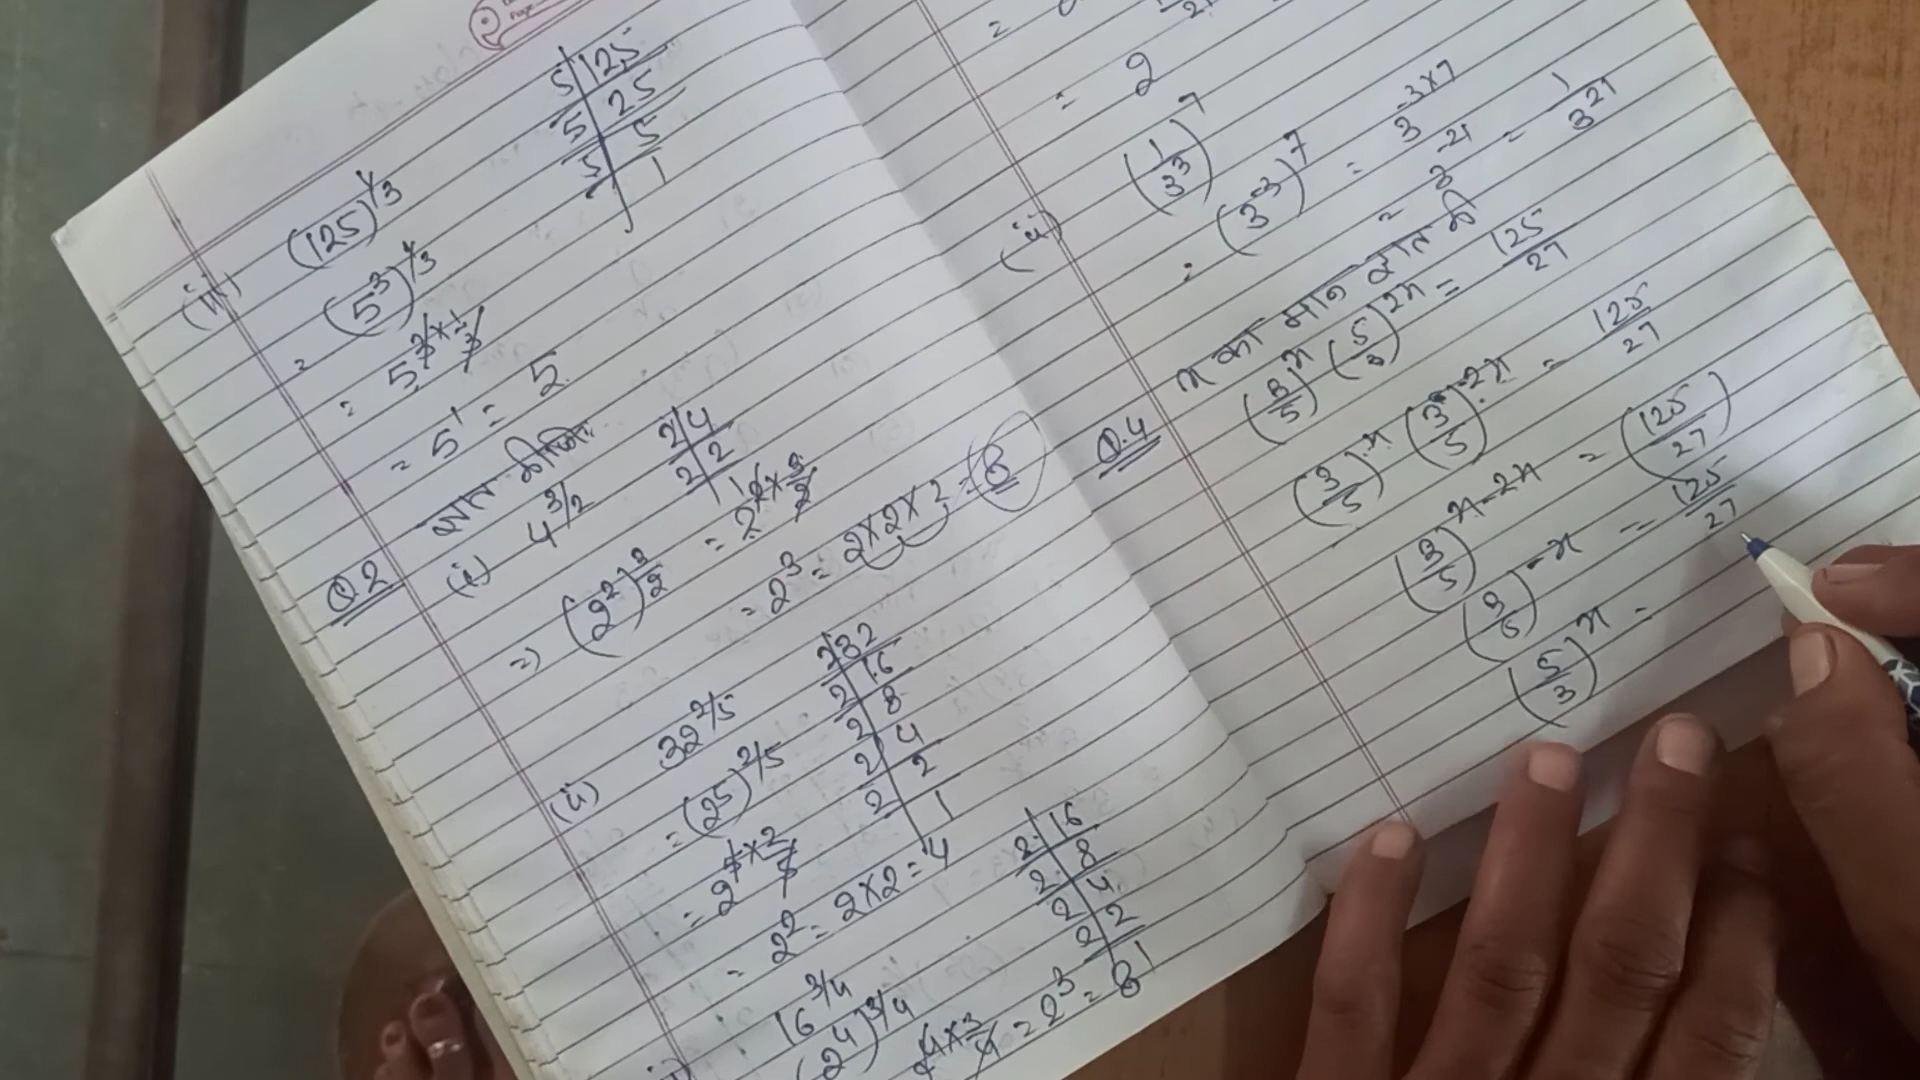 5 | 125
5 | 25
5 | 5
1
(iii) (125)^1/3
= (5^3)^1/3
= 5^3×1/3
= 5^1 = 5
Q.2
(i) 4^3/2
2 | 4
2 | 2
1
=) (2^2)^3/2 = 2^2×3/2
= 2^3 = 2×2×2 = 8
(ii) 32^2/5
2 | 32
2 | 16
2 | 8
2 | 4
2 | 2
1
= (25)^2/5
= 2^5×2/5
= 2^2 = 2×2 = 4
16^3/4
2 | 16
2 | 8
2 | 4
2 | 2
1
(2^4)^3/4
4×3/4 = 2^3 = 8
= 2
(ii) (1/3^3)^7
= (3^-3)^7 = 3^-3×7
= 3^-21 = 1/3^21
Q.4 x का मान ज्ञात
(3/5)^x (5/3)^2x = 125/27
(3/5)^x (3/5)^-2x = 125/27
(3/5)^x-2x = (125/27)
(3/5)^-x = 125/27
(5/3)^x =